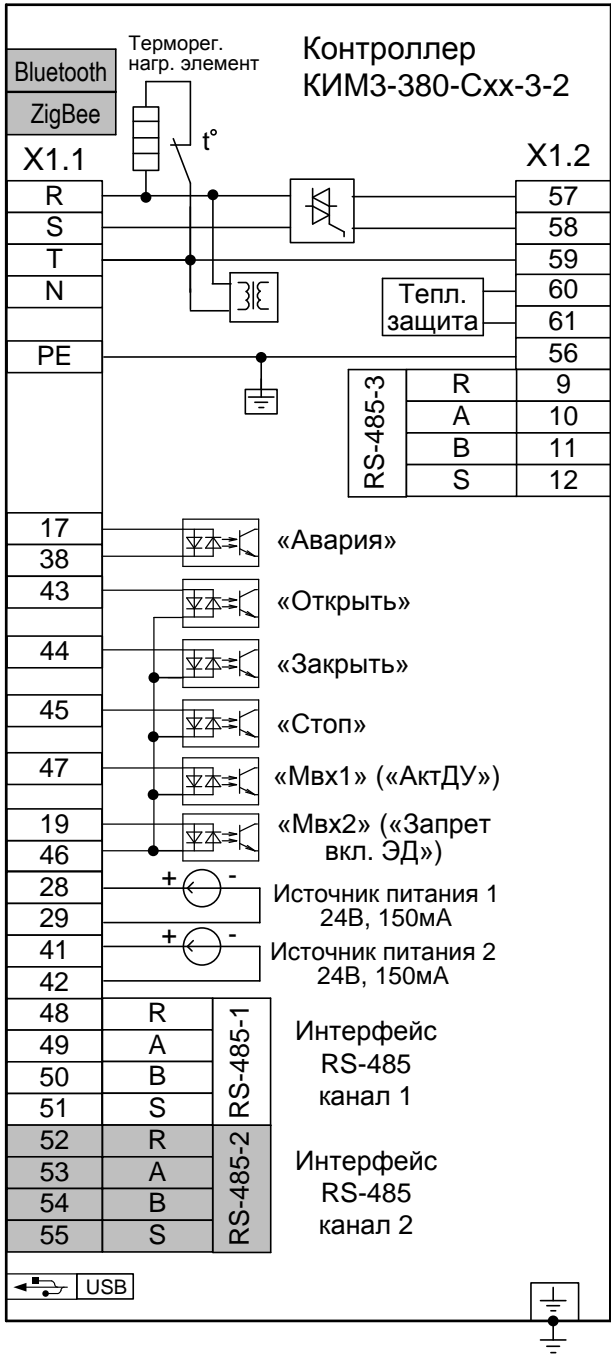 Bluetooth
ZigBee
Терморег.
нагр. элемент
Контроллер
КИМ3-380-Схх-3-2
t°
X1.1
X1.2
R
57
S
58
T
59
N
Тепл.
защита
60
61
PE
56
RS-485-3
R
9
A
10
B
11
S
12
17
38
«Авария»
43
«Открыть»
44
«Закрыть»
45
«Стоп»
47
«Мвх1» («АктДУ»)
19
46
«Мвх2» («Запрет
вкл. ЭД»)
28
+
-
29
Источник питания 1
24В, 150мА
41
+
-
42
Источник питания 2
24В, 150мА
48
R
49
A
50
B
51
S
RS-485-1
Интерфейс
RS-485
канал 1
52
R
53
A
54
B
55
S
RS-485-2
Интерфейс
RS-485
канал 2
USB